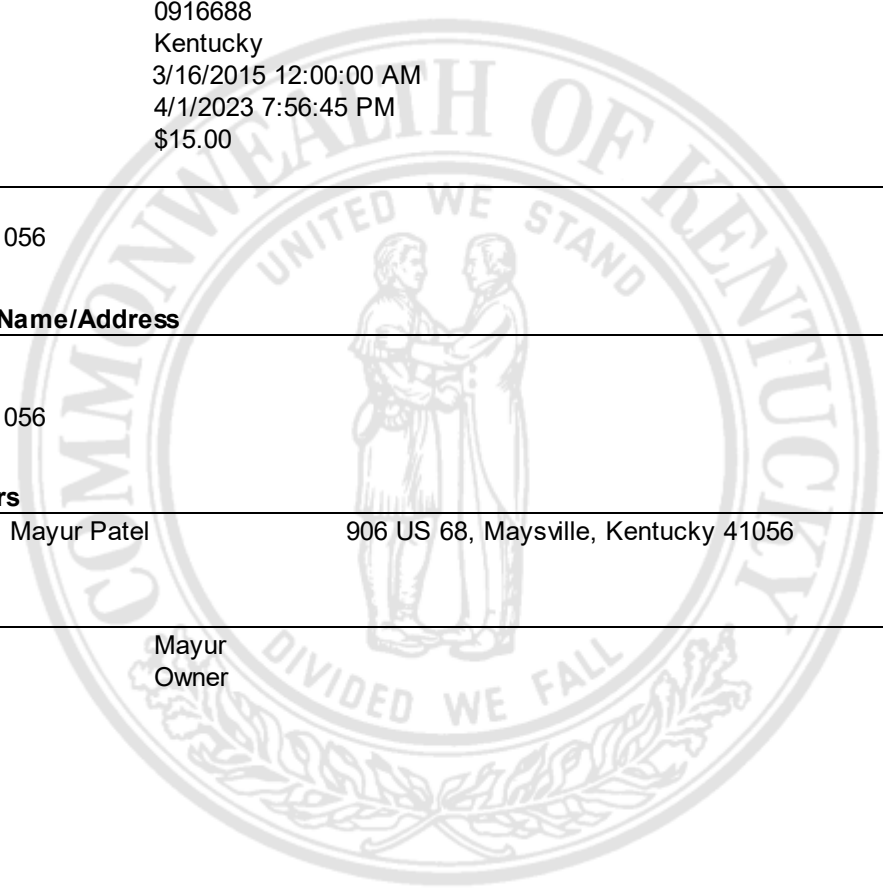 0916688
Kentucky
3/16/2015 12:00:00 AM
4/1/2023 7:56:45 PM
$15.00
COMMONWEALTH OF KENTUCKY
UNITED WE STAND
056
Name/Address
056
rs
Mayur Patel 906 US 68, Maysville, Kentucky 41056
Mayur
Owner
DIVIDED WE FALL